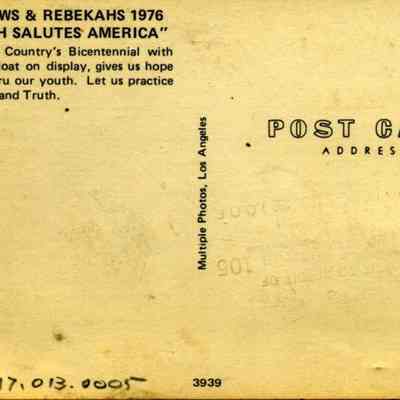 WS & REBEKAHS 1976
H SALUTES AMERICA"
Country's Bicentennial with
oat on display, gives us hope
ru our youth. Let us practice
and Truth.
POST CA
ADDRES
Multiple Photos, Los Angeles
105
17.013.0005
3939